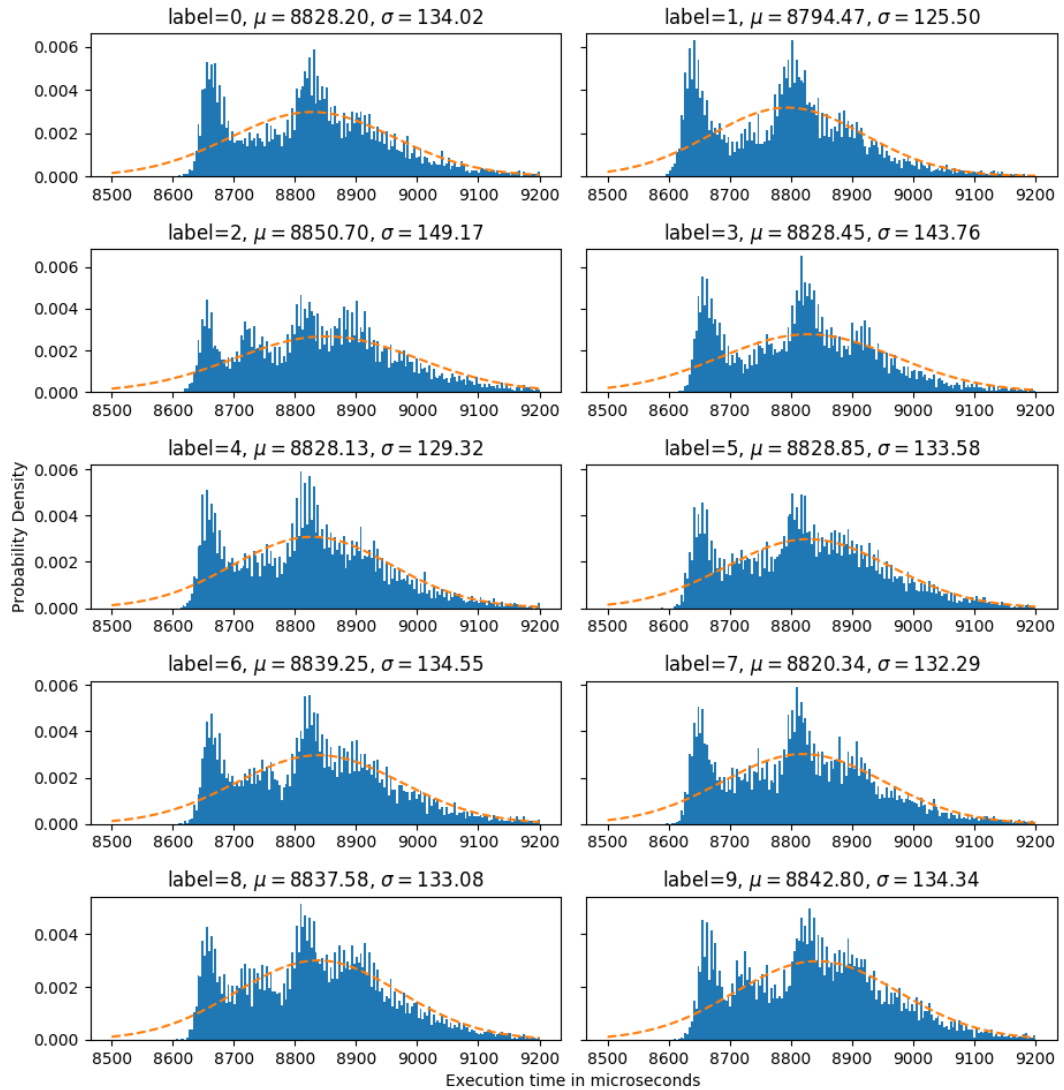 label=0, μ = 8828.20, σ = 134.02
label=1, μ = 8794.47, σ = 125.50
0.006
0.004
0.002
0.000
8500 8600 8700 8800 8900 9000 9100 9200
8500 8600 8700 8800 8900 9000 9100 9200
label=2, μ = 8850.70, σ = 149.17
label=3, μ = 8828.45, σ = 143.76
0.006
0.004
0.002
0.000
8500 8600 8700 8800 8900 9000 9100 9200
8500 8600 8700 8800 8900 9000 9100 9200
label=4, μ = 8828.13, σ = 129.32
label=5, μ = 8828.85, σ = 133.58
Probability Density
0.006
0.004
0.002
0.000
8500 8600 8700 8800 8900 9000 9100 9200
8500 8600 8700 8800 8900 9000 9100 9200
label=6, μ = 8839.25, σ = 134.55
label=7, μ = 8820.34, σ = 132.29
0.006
0.004
0.002
0.000
8500 8600 8700 8800 8900 9000 9100 9200
8500 8600 8700 8800 8900 9000 9100 9200
label=8, μ = 8837.58, σ = 133.08
label=9, μ = 8842.80, σ = 134.34
0.004
0.002
0.000
8500 8600 8700 8800 8900 9000 9100 9200
8500 8600 8700 8800 8900 9000 9100 9200
Execution time in microseconds